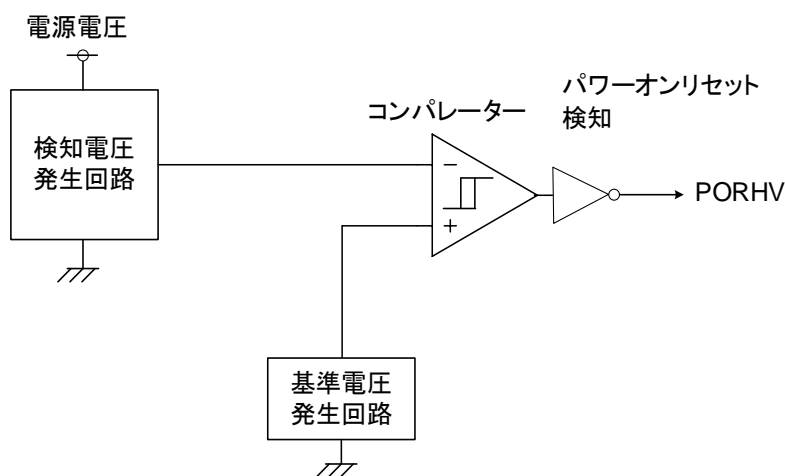 電源電圧
検知電圧
発生回路
コンパレーター
パワーオンリセット
検知
−
+
PORHV
基準電圧
発生回路